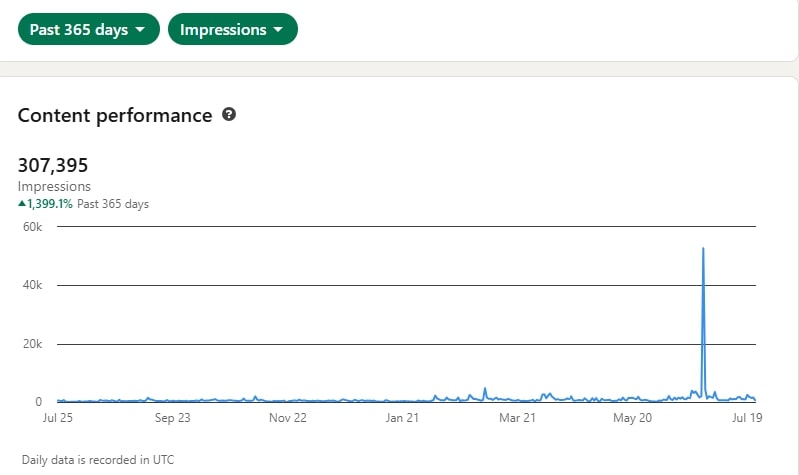 Past 365 days Impressions
Content performance ?
307,395
Impressions
1,399.1% Past 365 days
60k
40k
20k
0
Jul 25 Sep 23 Nov 22 Jan 21 Mar 21 May 20 Jul 19
Daily data is recorded in UTC